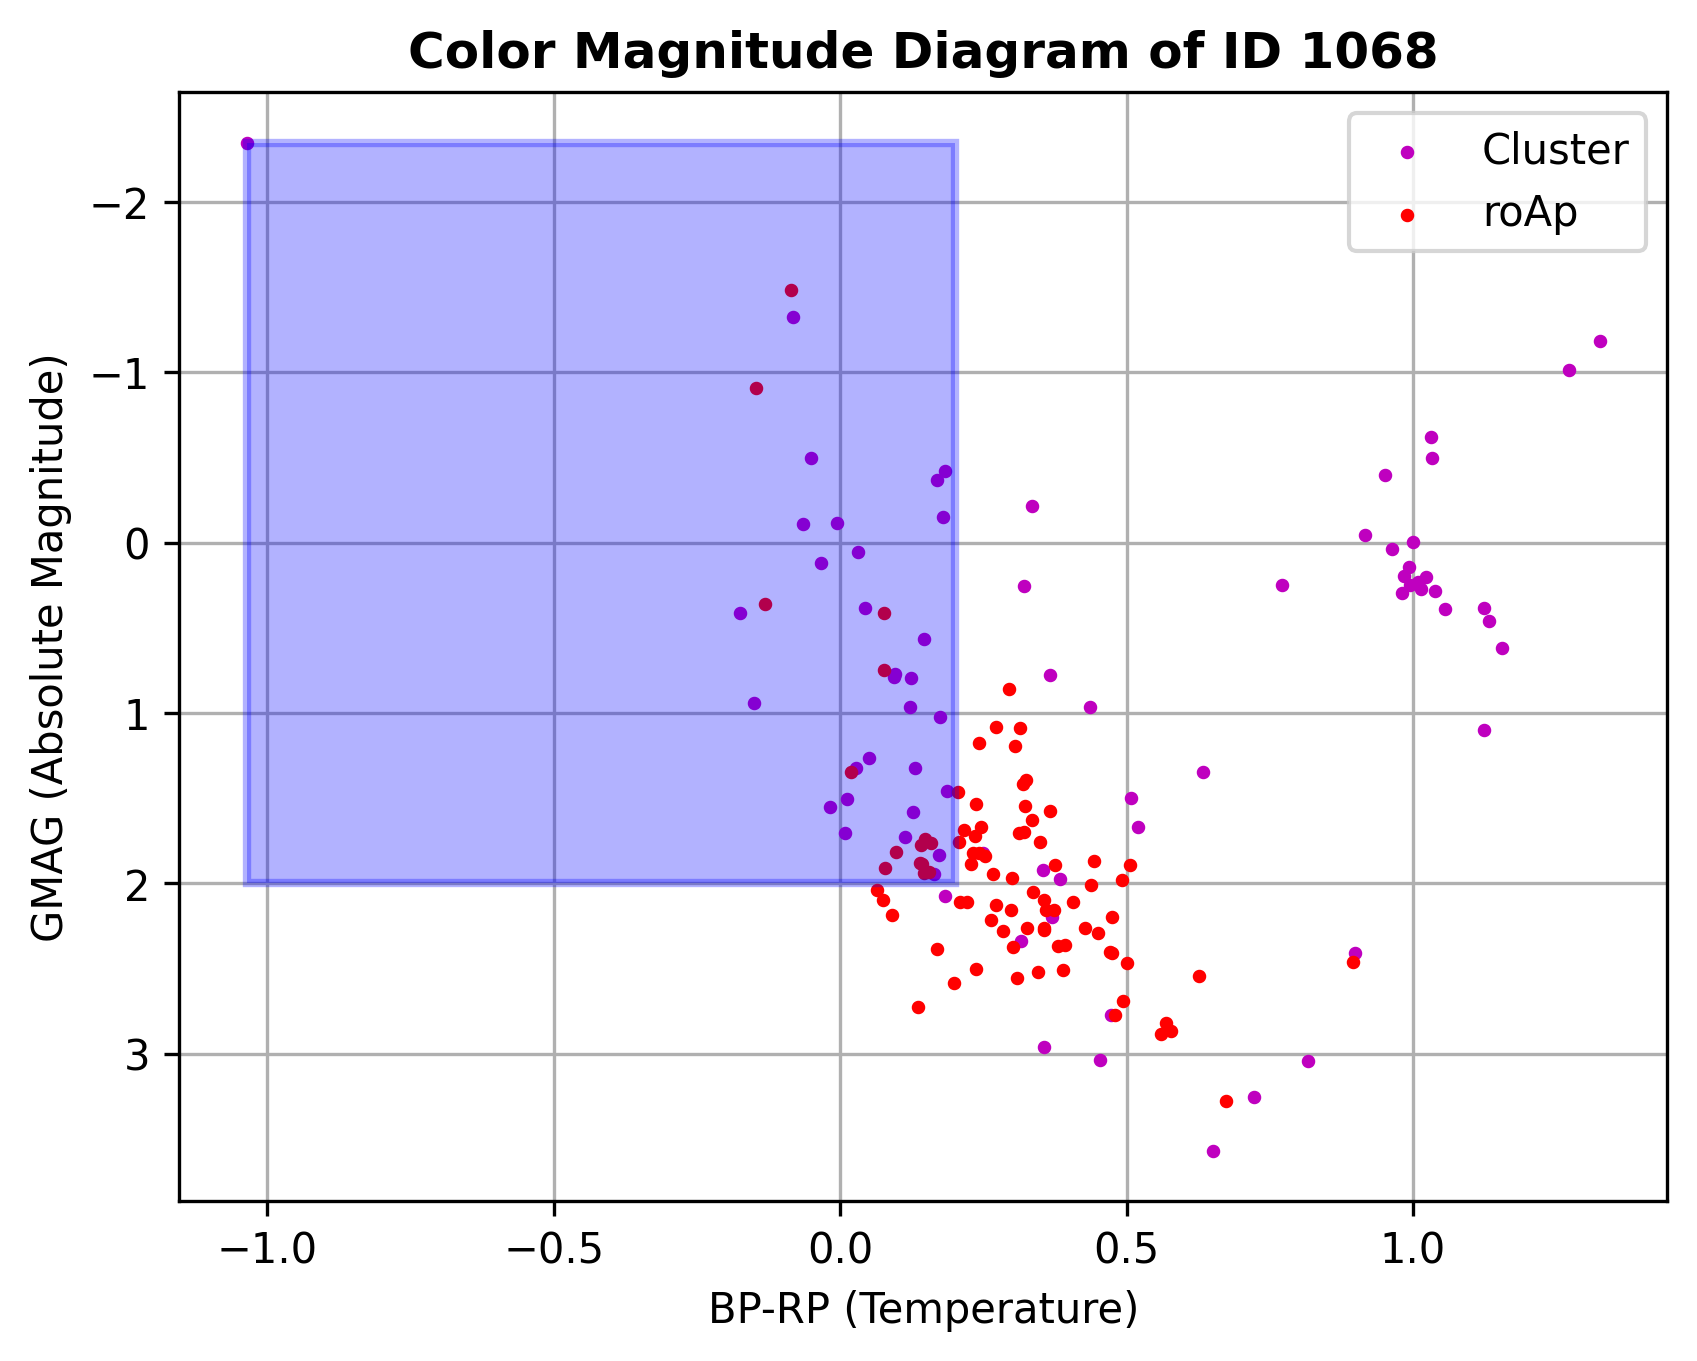 Color Magnitude Diagram of ID 1068
Cluster
roAp
GMAG (Absolute Magnitude)
−2
−1
0
1
2
3
−1.0 −0.5 0.0 0.5 1.0
BP-RP (Temperature)